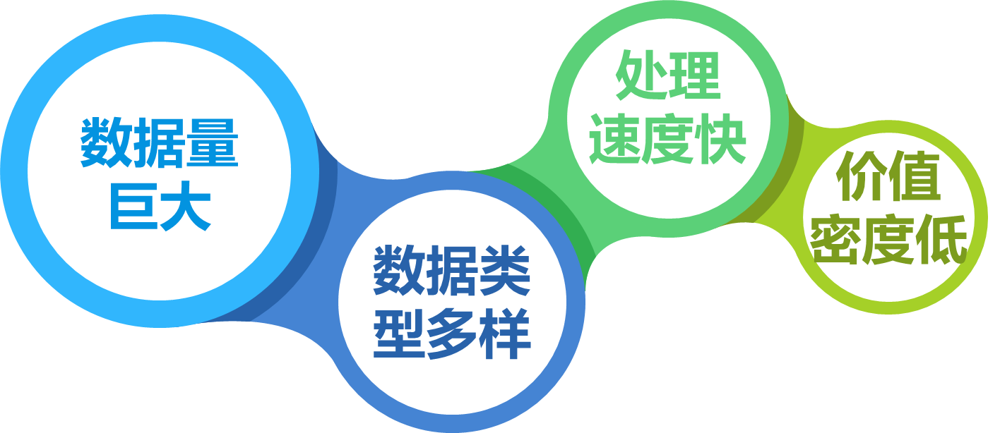 数据量
巨大
数据类
型多样
处理
速度快
价值
密度低